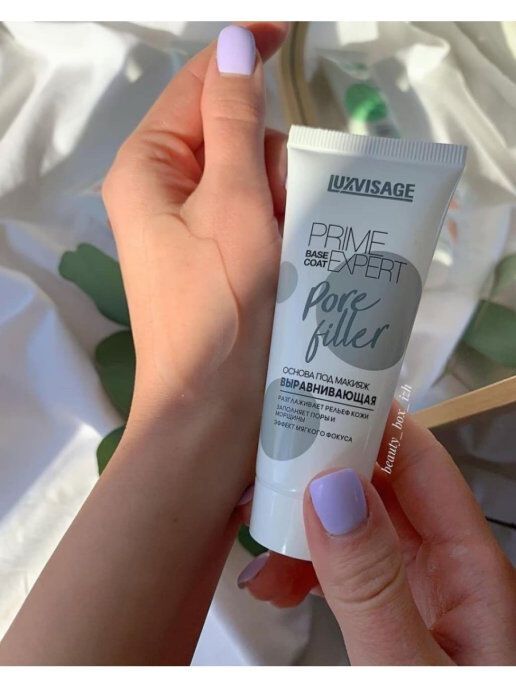 LUXVISAGE
PRIME
BASE COAT EXPERT
Pore
filler
ОСНОВА ПОД МАКИЯЖ
ВЫРАВНИВАЮЩАЯ
РАЗГЛАЖИВАЕТ РЕЛЬЕФ КОЖИ
ЗАПОЛНЯЕТ ПОРЫ И
МОРЩИНЫ
ЭФФЕКТ МЯГКОГО ФОКУСА
beauty_box_izh